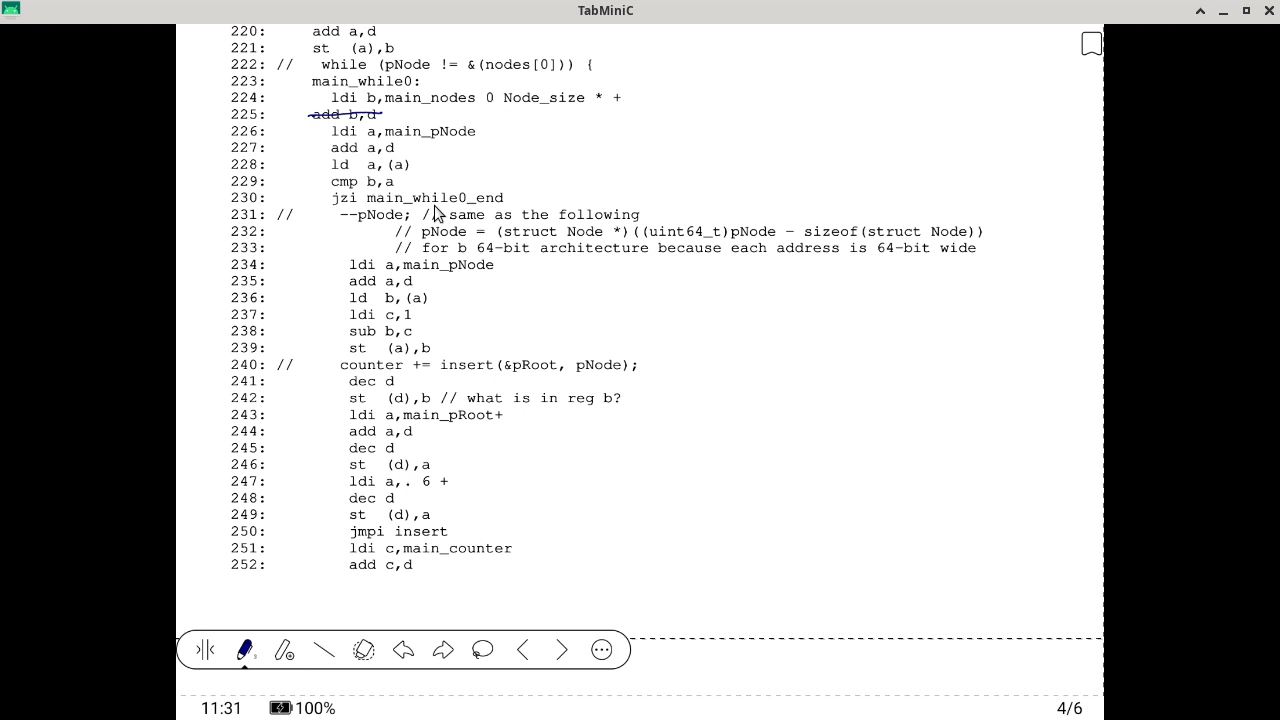 TabMiniC
220: add a,d
221: st (a),b
222: // while (pNode != &(nodes[0])) {
223: main_while0:
224: ldi b,main_nodes 0 Node_size * +
225: add b,d
226: ldi a,main_pNode
227: add a,d
228: ld a,(a)
229: cmp b,a
230: jzi main_while0_end
231: // --pNode; // same as the following
232: // pNode = (struct Node *)((uint64_t)pNode - sizeof(struct Node))
233: // for b 64-bit architecture because each address is 64-bit wide
234: ldi a,main_pNode
235: add a,d
236: ld b,(a)
237: ldi c,1
238: sub b,c
239: st (a),b
240: // counter += insert(&pRoot, pNode);
241: dec d
242: st (d),b // what is in reg b?
243: ldi a,main_pRoot+
244: add a,d
245: dec d
246: st (d),a
247: ldi a,. 6 +
248: dec d
249: st (d),a
250: jmpi insert
251: ldi c,main_counter
252: add c,d
11:31 100% 4/6